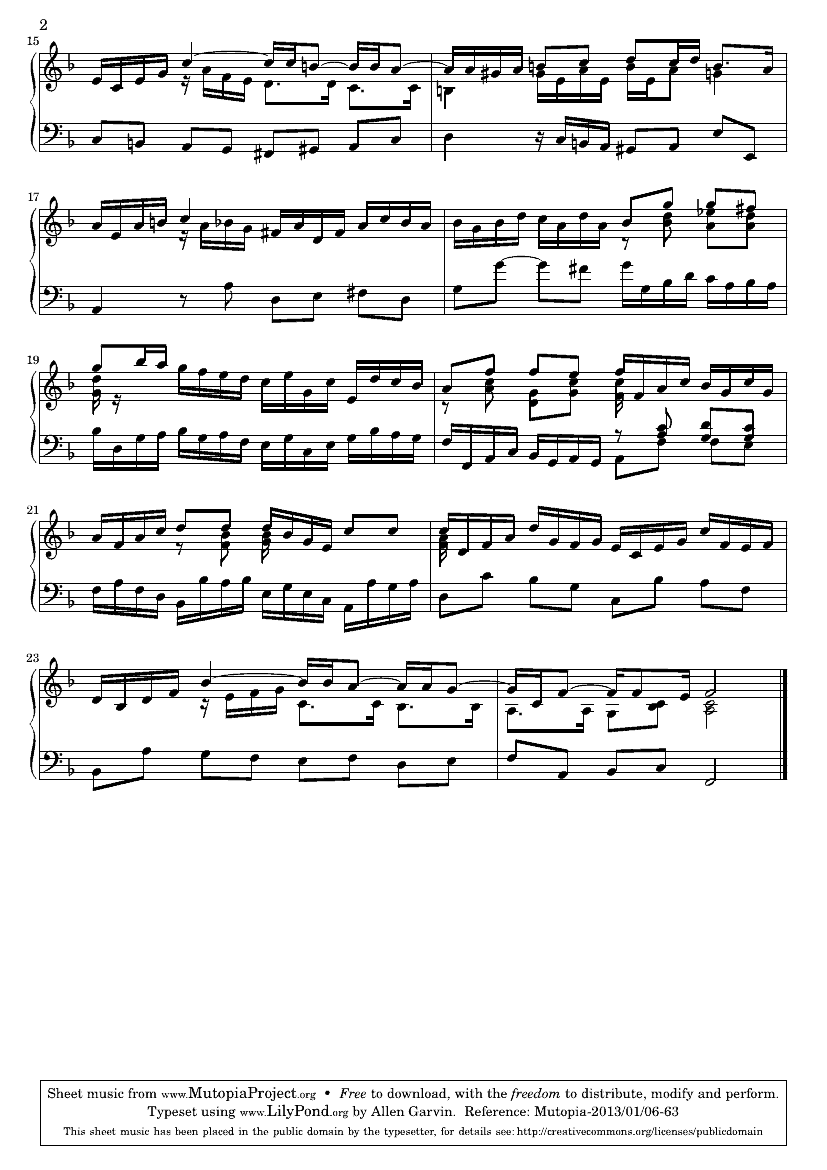 2
15
17
19
21
23
Sheet music from www.MutopiaProject.org • Free to download, with the freedom to distribute, modify and perform.
Typeset using www.LilyPond.org by Allen Garvin. Reference: Mutopia-2013/01/06-63
This sheet music has been placed in the public domain by the typesetter, for details see: http://creativecommons.org/licenses/publicdomain